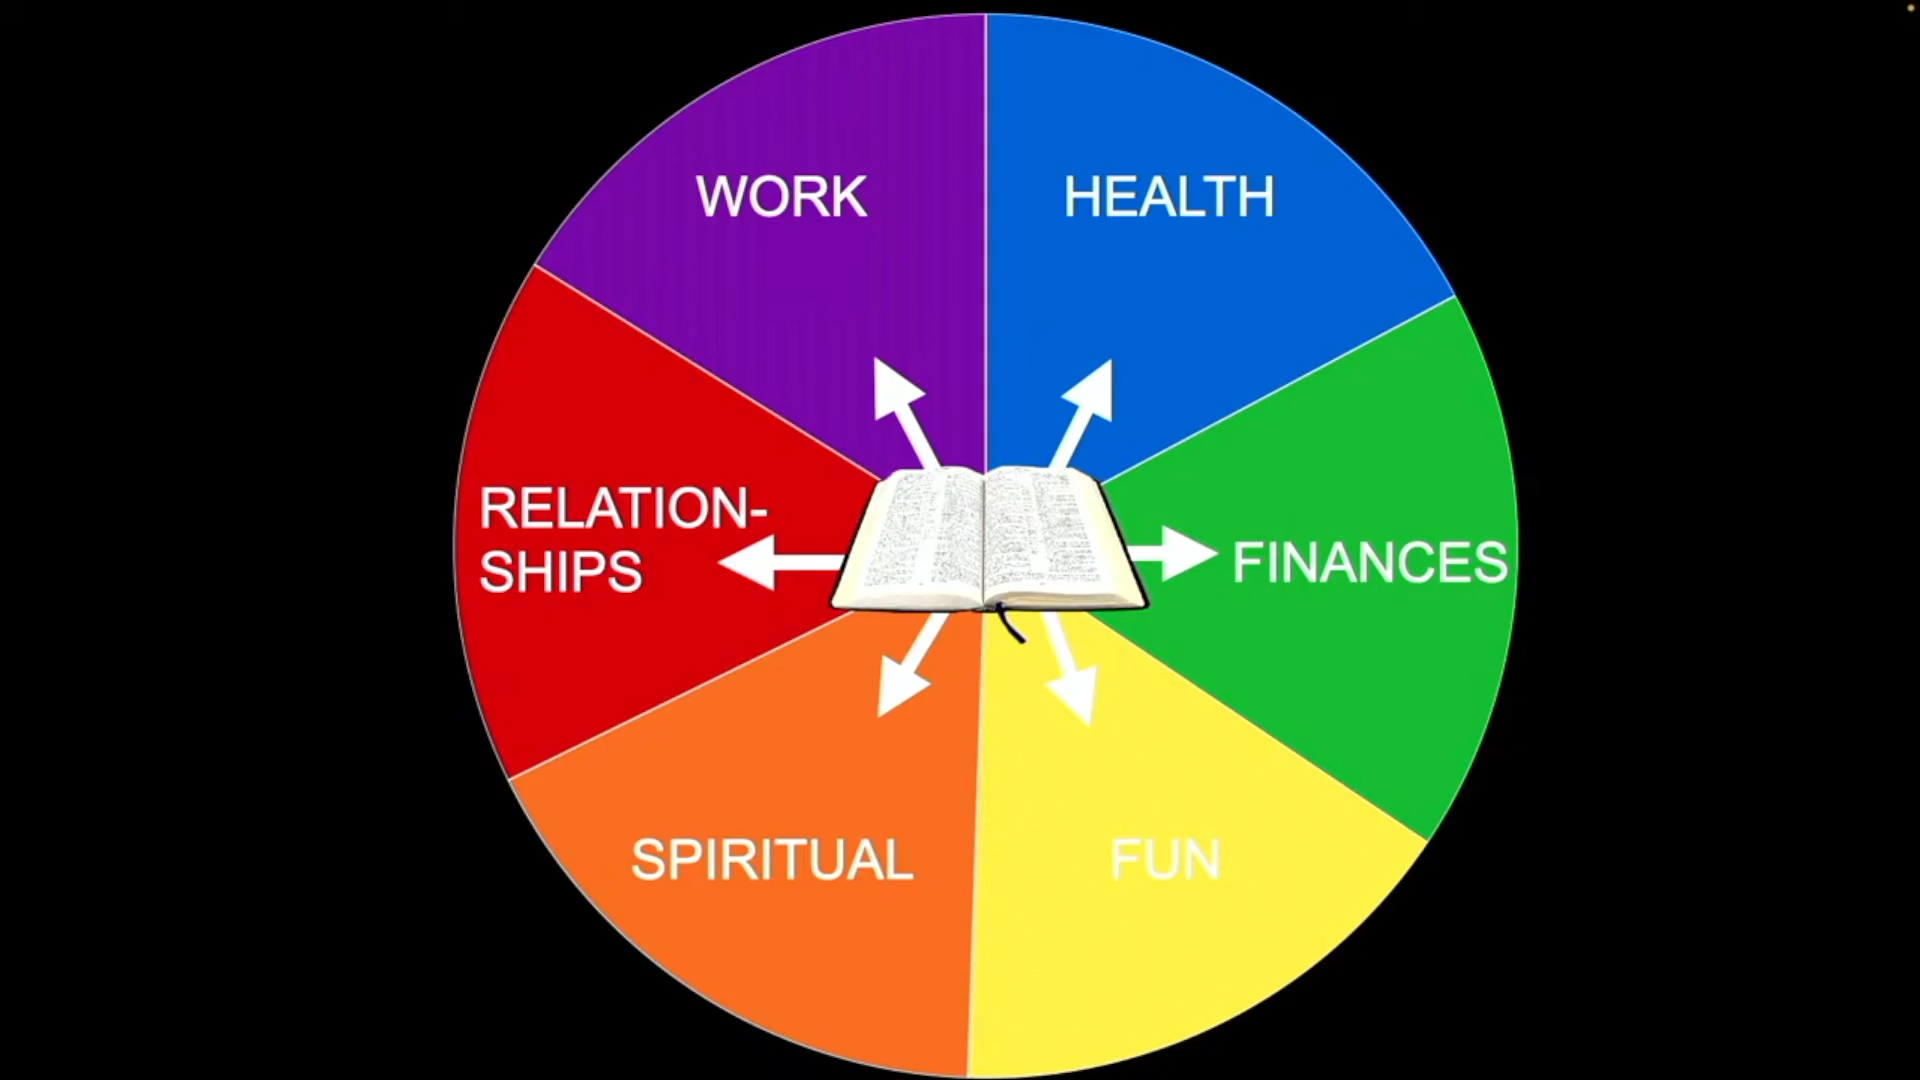 WORK
HEALTH
RELATION-
SHIPS
FINANCES
SPIRITUAL
FUN